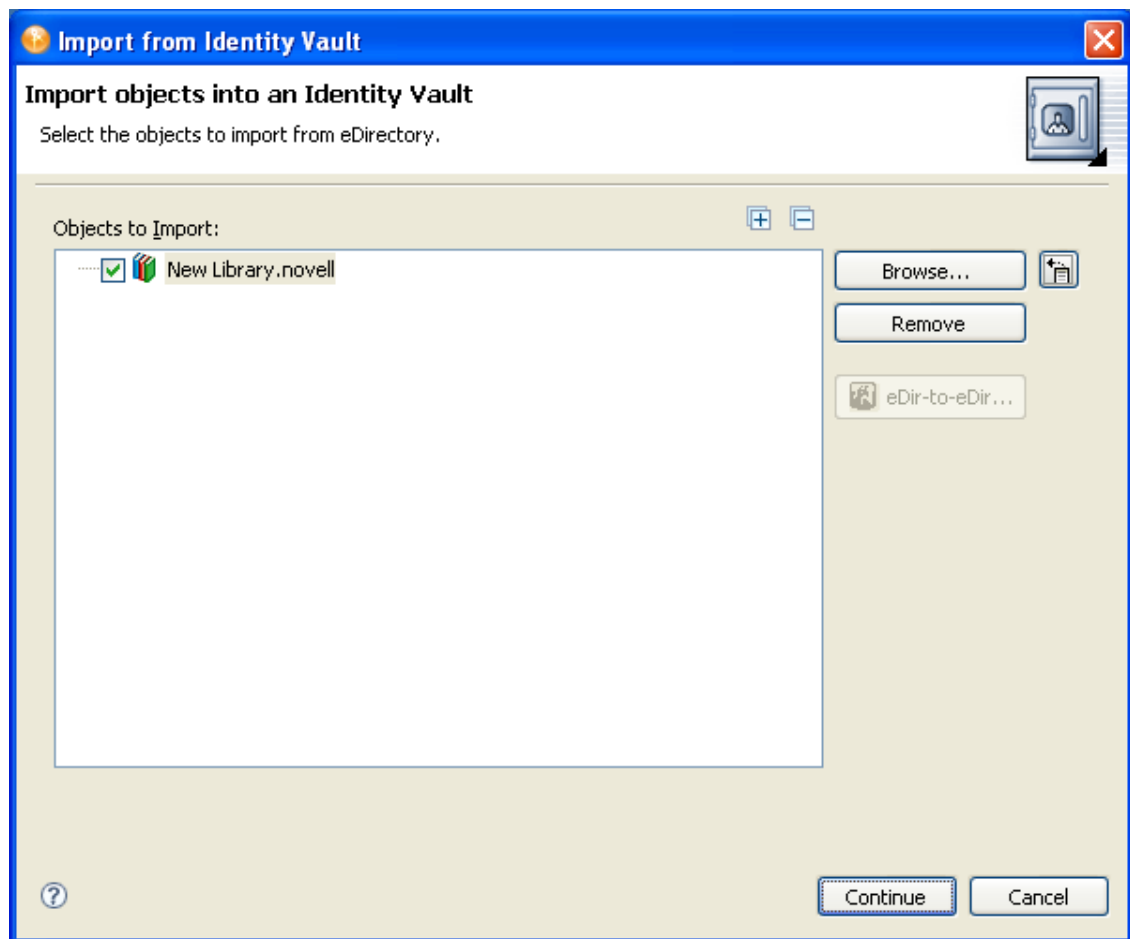 Import from Identity Vault
Import objects into an Identity Vault
Select the objects to import from eDirectory.
Objects to Import:
New Library.novell
Browse...
Remove
eDir-to-eDir...
?
Continue
Cancel